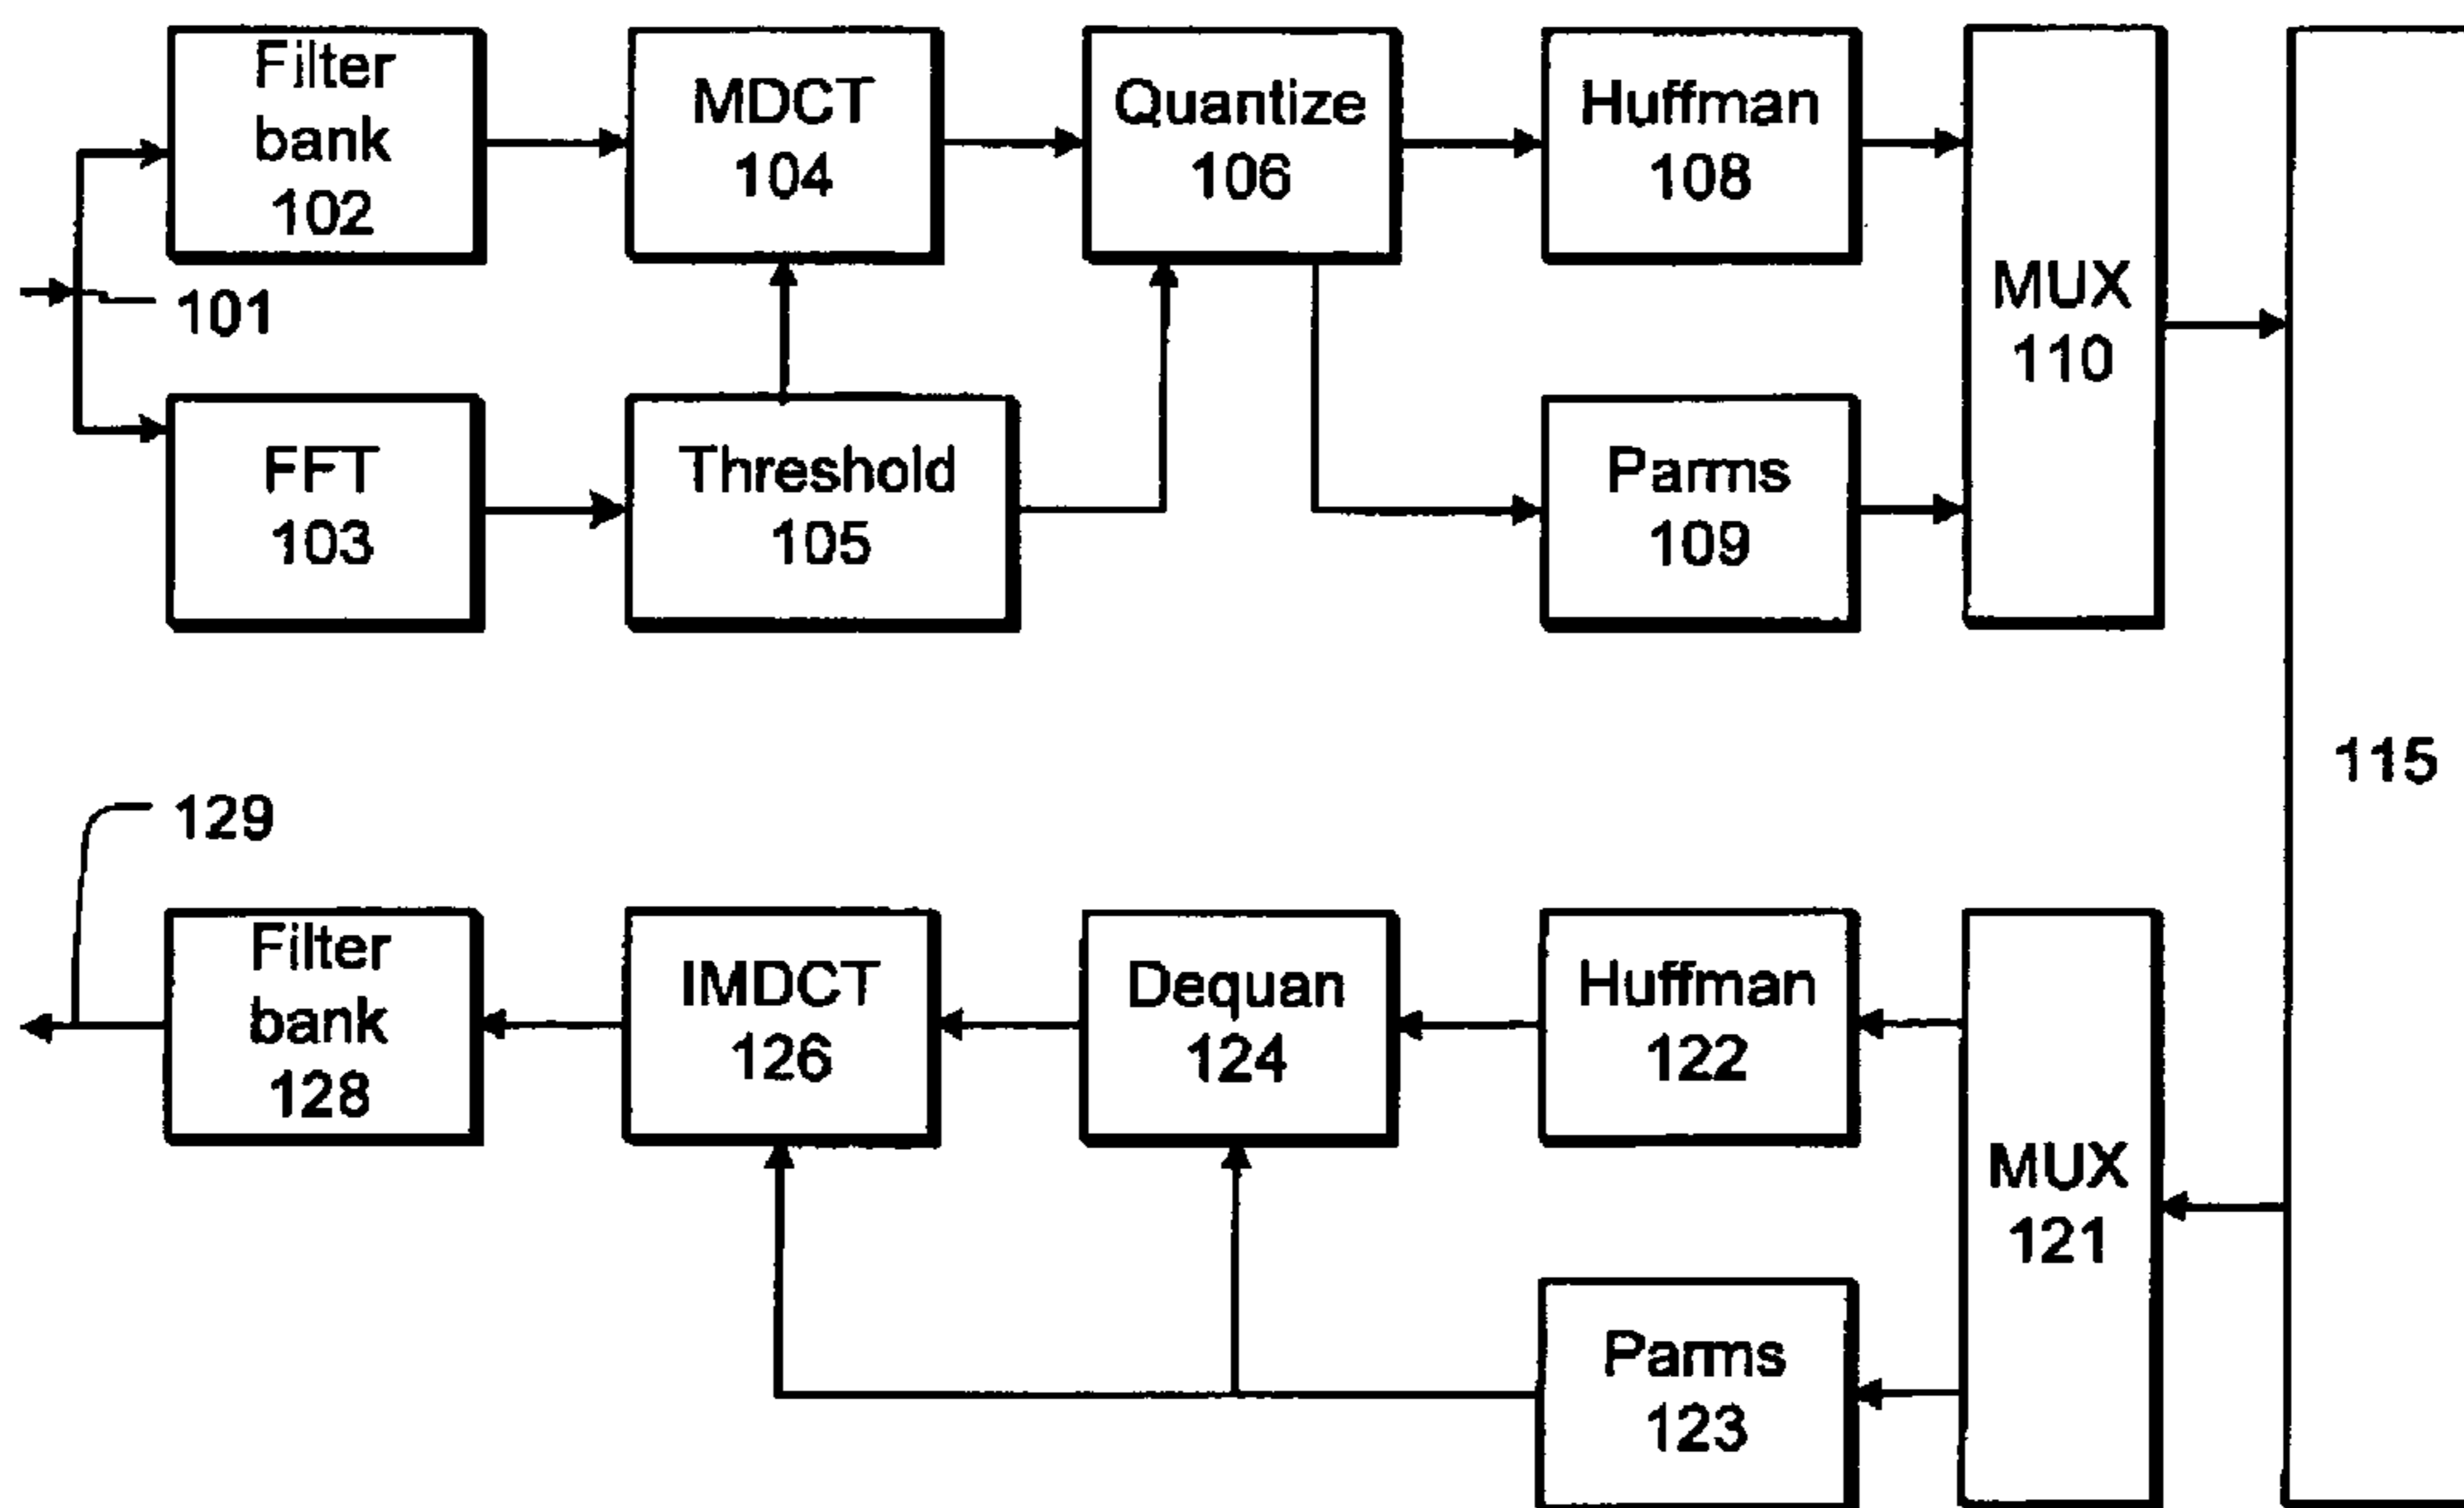 Filter
bank
102
MDCT
104
Quantize
106
Huffman
108
MUX
110
101
FFT
103
Threshold
105
Parms
109
115
129
Filter
bank
128
IMDCT
126
Dequan
124
Huffman
122
MUX
121
Parms
123